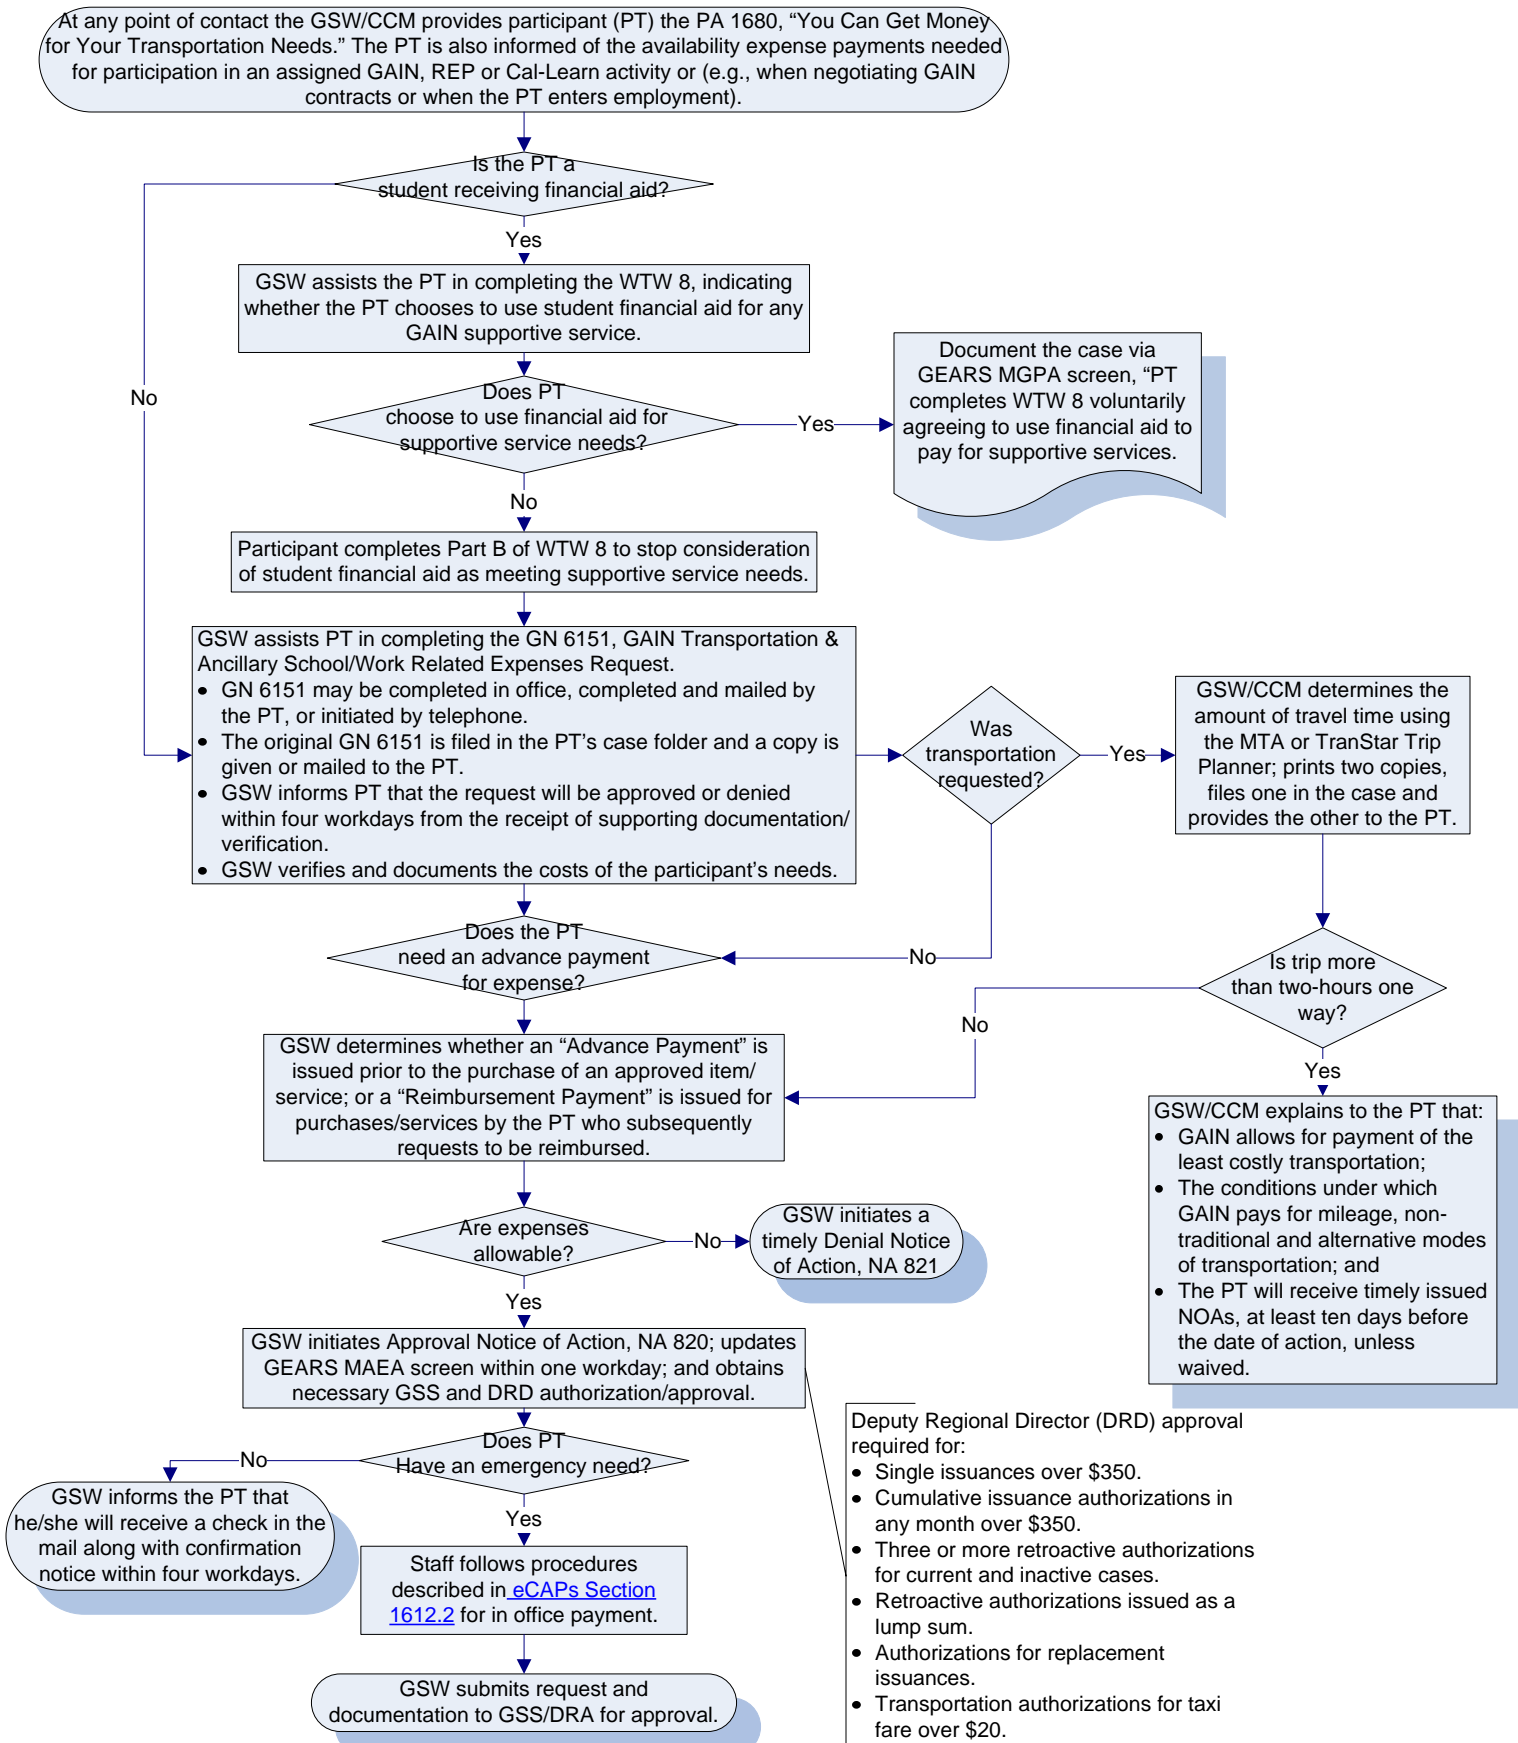 At any point of contact the GSW/CCM provides participant (PT) the PA 1680, “You Can Get Money
for Your Transportation Needs.” The PT is also informed of the availability expense payments needed
for participation in an assigned GAIN, REP or Cal-Learn activity or (e.g., when negotiating GAIN
contracts or when the PT enters employment).
Is the PT a
student receiving financial aid?
Yes
No
GSW assists the PT in completing the WTW 8, indicating
whether the PT chooses to use student financial aid for any
GAIN supportive service.
Does PT
choose to use financial aid for
supportive service needs?
Yes
Document the case via
GEARS MGPA screen, “PT
completes WTW 8 voluntarily
agreeing to use financial aid to
pay for supportive services.
No
Participant completes Part B of WTW 8 to stop consideration
of student financial aid as meeting supportive service needs.
GSW assists PT in completing the GN 6151, GAIN Transportation &
Ancillary School/Work Related Expenses Request.
• GN 6151 may be completed in office, completed and mailed by
the PT, or initiated by telephone.
• The original GN 6151 is filed in the PT’s case folder and a copy is
given or mailed to the PT.
• GSW informs PT that the request will be approved or denied
within four workdays from the receipt of supporting documentation/
verification.
• GSW verifies and documents the costs of the participant’s needs.
Was
transportation
requested?
Yes
GSW/CCM determines the
amount of travel time using
the MTA or TranStar Trip
Planner; prints two copies,
files one in the case and
provides the other to the PT.
No
Does the PT
need an advance payment
for expense?
Is trip more
than two-hours one
way?
No
Yes
GSW determines whether an “Advance Payment” is
issued prior to the purchase of an approved item/
service; or a “Reimbursement Payment” is issued for
purchases/services by the PT who subsequently
requests to be reimbursed.
GSW/CCM explains to the PT that:
• GAIN allows for payment of the
least costly transportation;
• The conditions under which
GAIN pays for mileage, non-
traditional and alternative modes
of transportation; and
• The PT will receive timely issued
NOAs, at least ten days before
the date of action, unless
waived.
Are expenses
allowable?
No
GSW initiates a
timely Denial Notice
of Action, NA 821
Yes
GSW initiates Approval Notice of Action, NA 820; updates
GEARS MAEA screen within one workday; and obtains
necessary GSS and DRD authorization/approval.
Deputy Regional Director (DRD) approval
required for:
• Single issuances over $350.
• Cumulative issuance authorizations in
any month over $350.
• Three or more retroactive authorizations
for current and inactive cases.
• Retroactive authorizations issued as a
lump sum.
• Authorizations for replacement
issuances.
• Transportation authorizations for taxi
fare over $20.
Does PT
Have an emergency need?
No
GSW informs the PT that
he/she will receive a check in the
mail along with confirmation
notice within four workdays.
Yes
Staff follows procedures
described in eCAPs Section
1612.2 for in office payment.
GSW submits request and
documentation to GSS/DRA for approval.